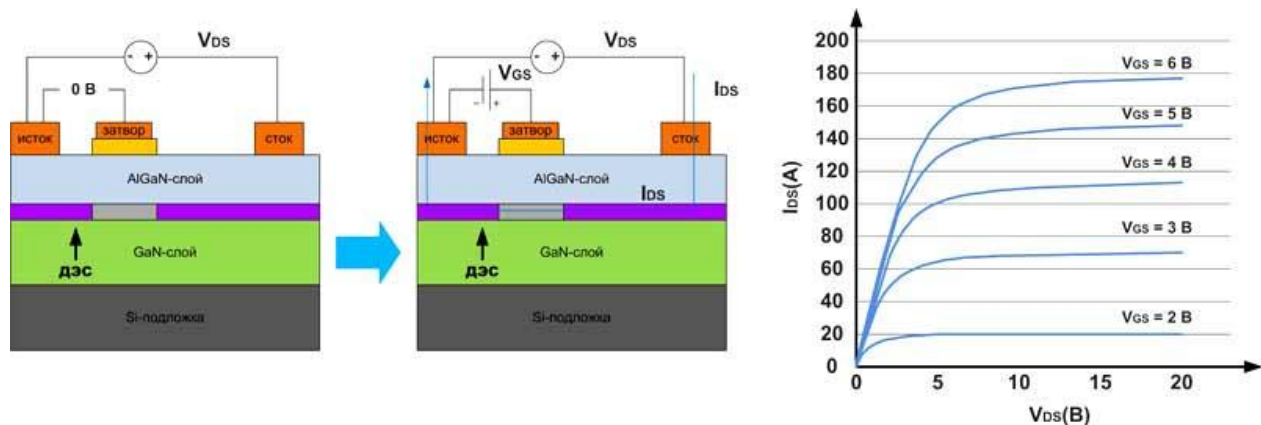 VDS
0 В
исток
затвор
сток
AlGaN-слой
GaN-слой
дэс
Si-подложка
VDS
VGS
IDS
исток
затвор
сток
AlGaN-слой
IDS
GaN-слой
дэс
Si-подложка
IDS(A)
200
180
160
140
120
100
80
60
40
20
0
VGS = 6 В
VGS = 5 В
VGS = 4 В
VGS = 3 В
VGS = 2 В
0 5 10 15 20
VDS(В)